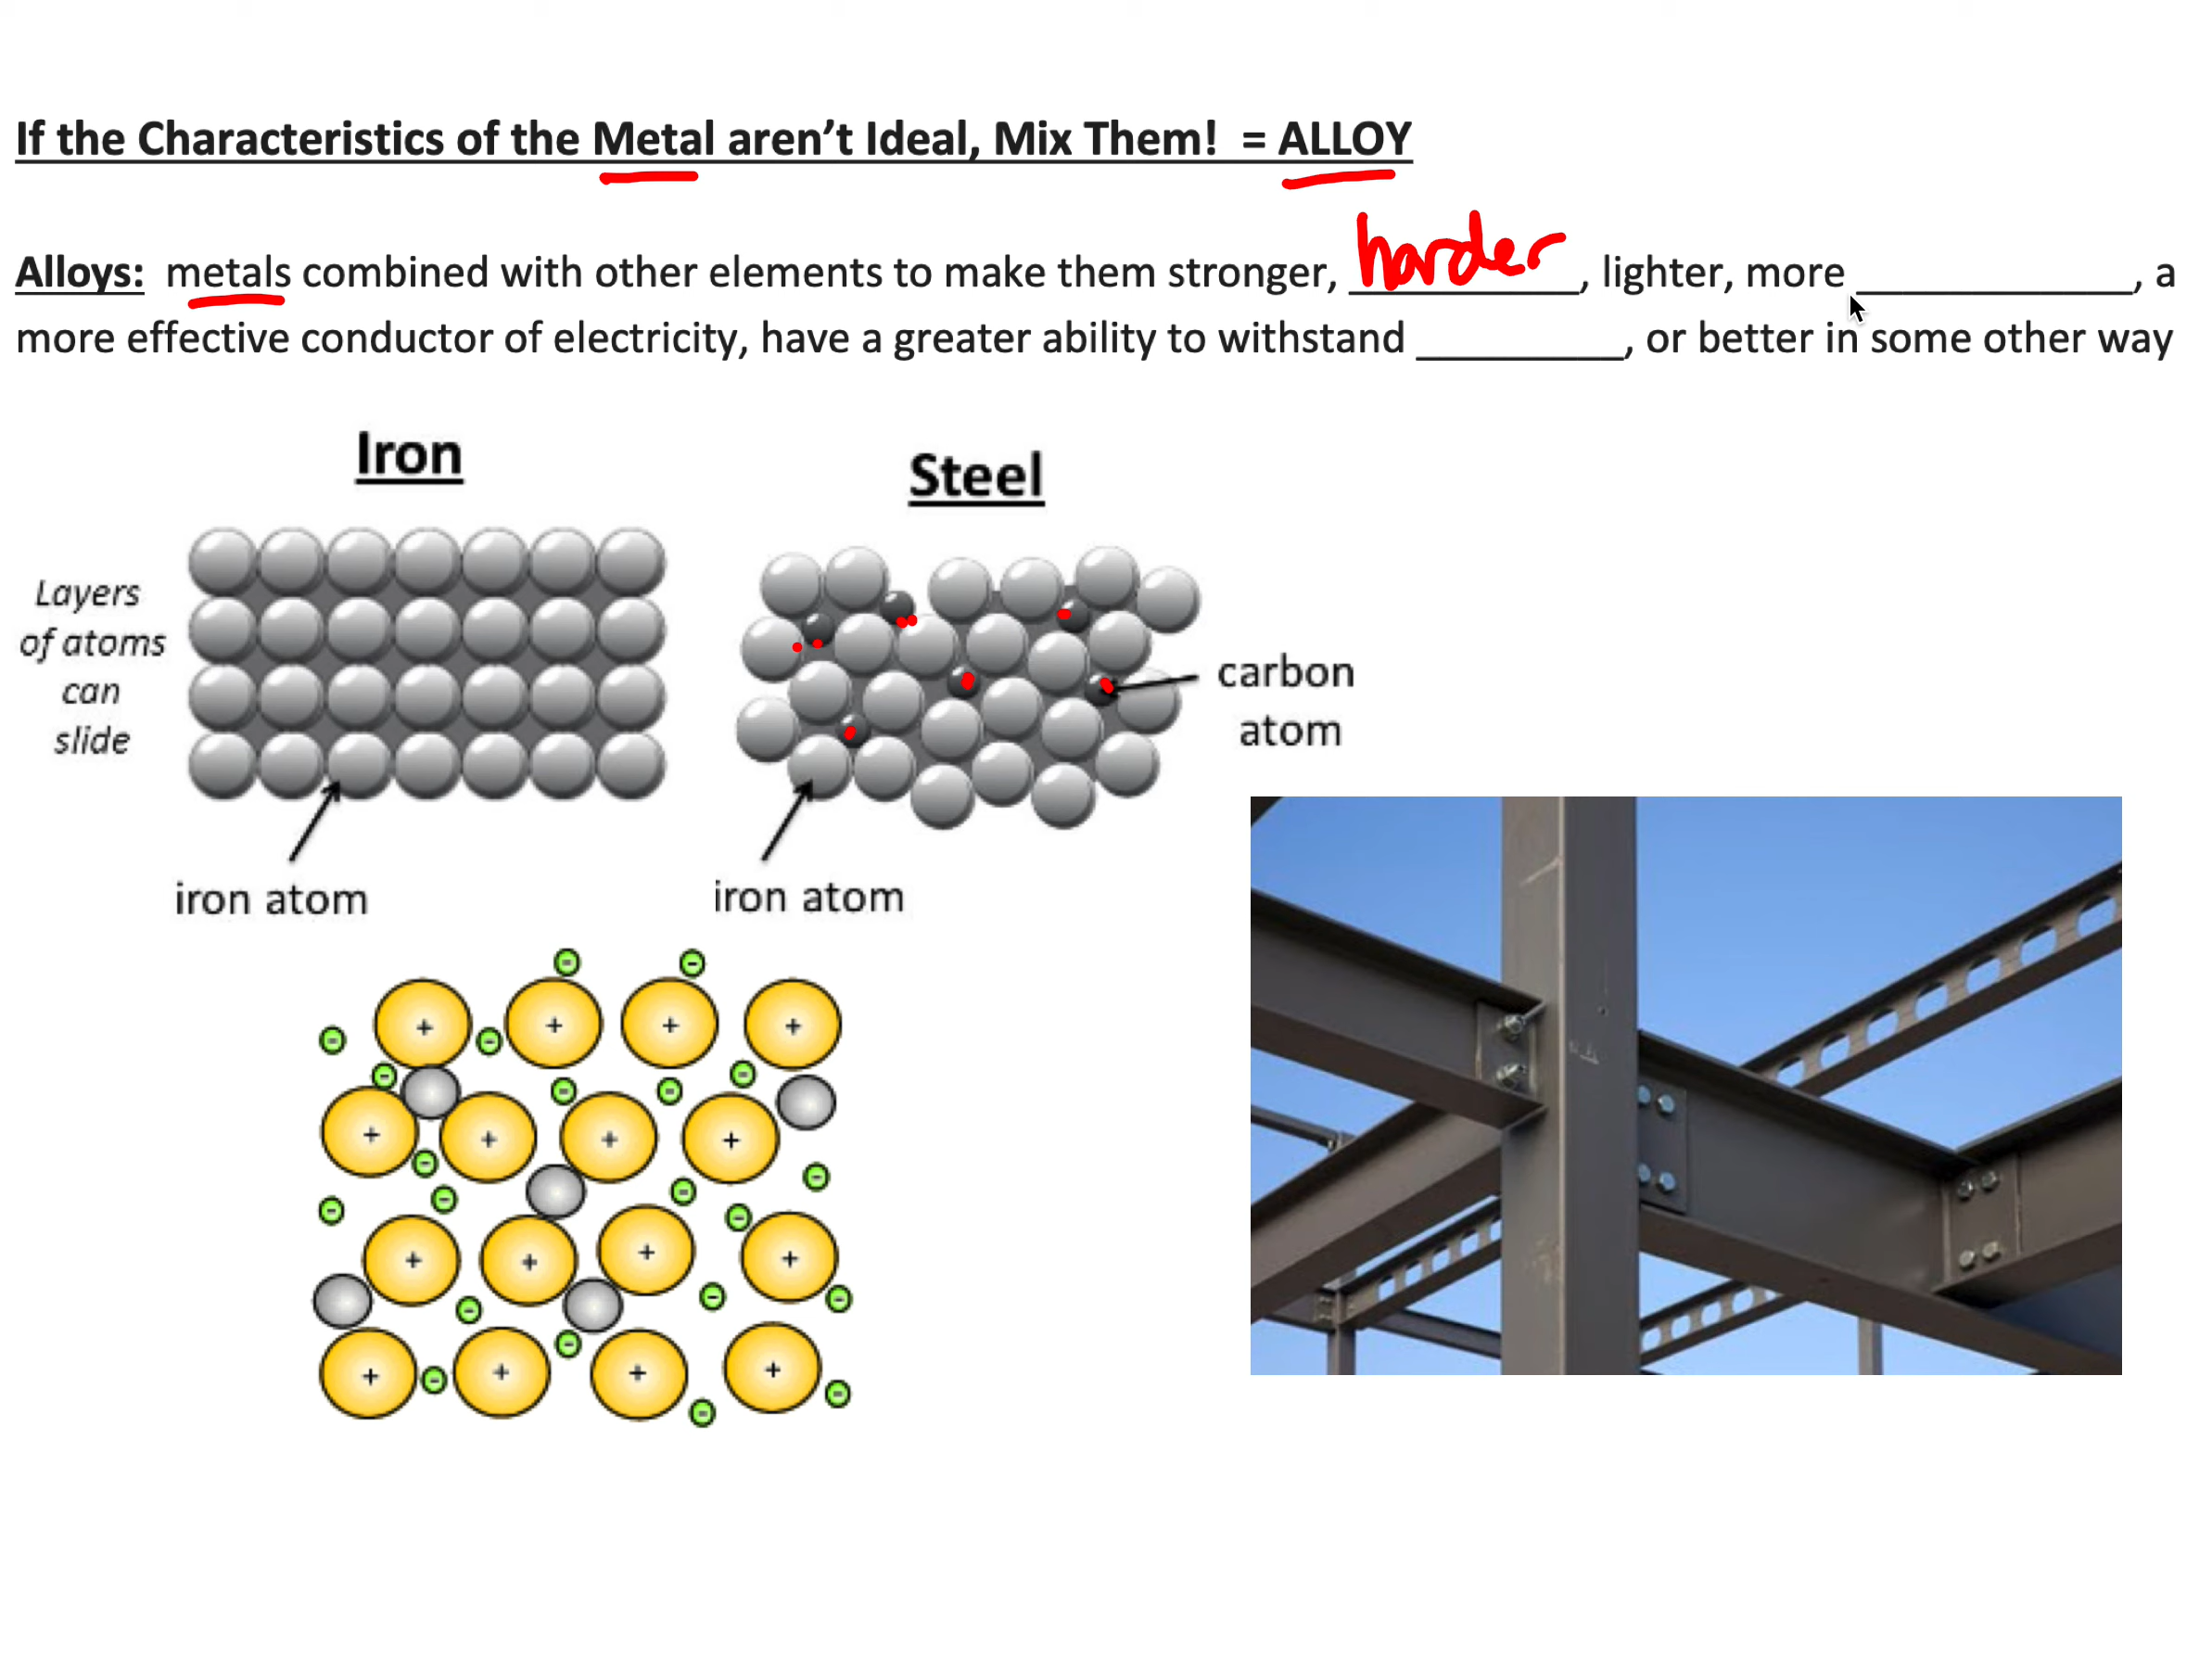 If the Characteristics of the Metal aren’t Ideal, Mix Them! = ALLOY
Alloys: metals combined with other elements to make them stronger, harder, lighter, more ______________, a
more effective conductor of electricity, have a greater ability to withstand __________, or better in some other way
Iron
Steel
Layers
of atoms
can
slide
carbon
atom
iron atom
iron atom
- -
+ + + +
- -
- - - -
+ + + +
- -
- - - -
+ + + +
- - -
-
+ + + +
- - -